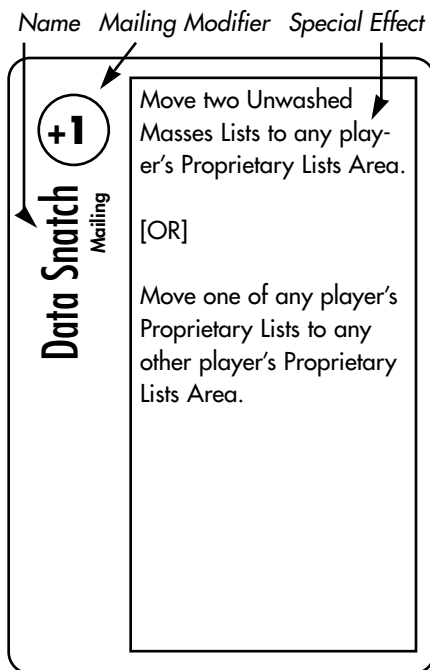 Name Mailing Modifier Special Effect
+1
Data Snatch
Mailing
Move two Unwashed
Masses Lists to any play-
er's Proprietary Lists Area.
[OR]
Move one of any player's
Proprietary Lists to any
other player's Proprietary
Lists Area.